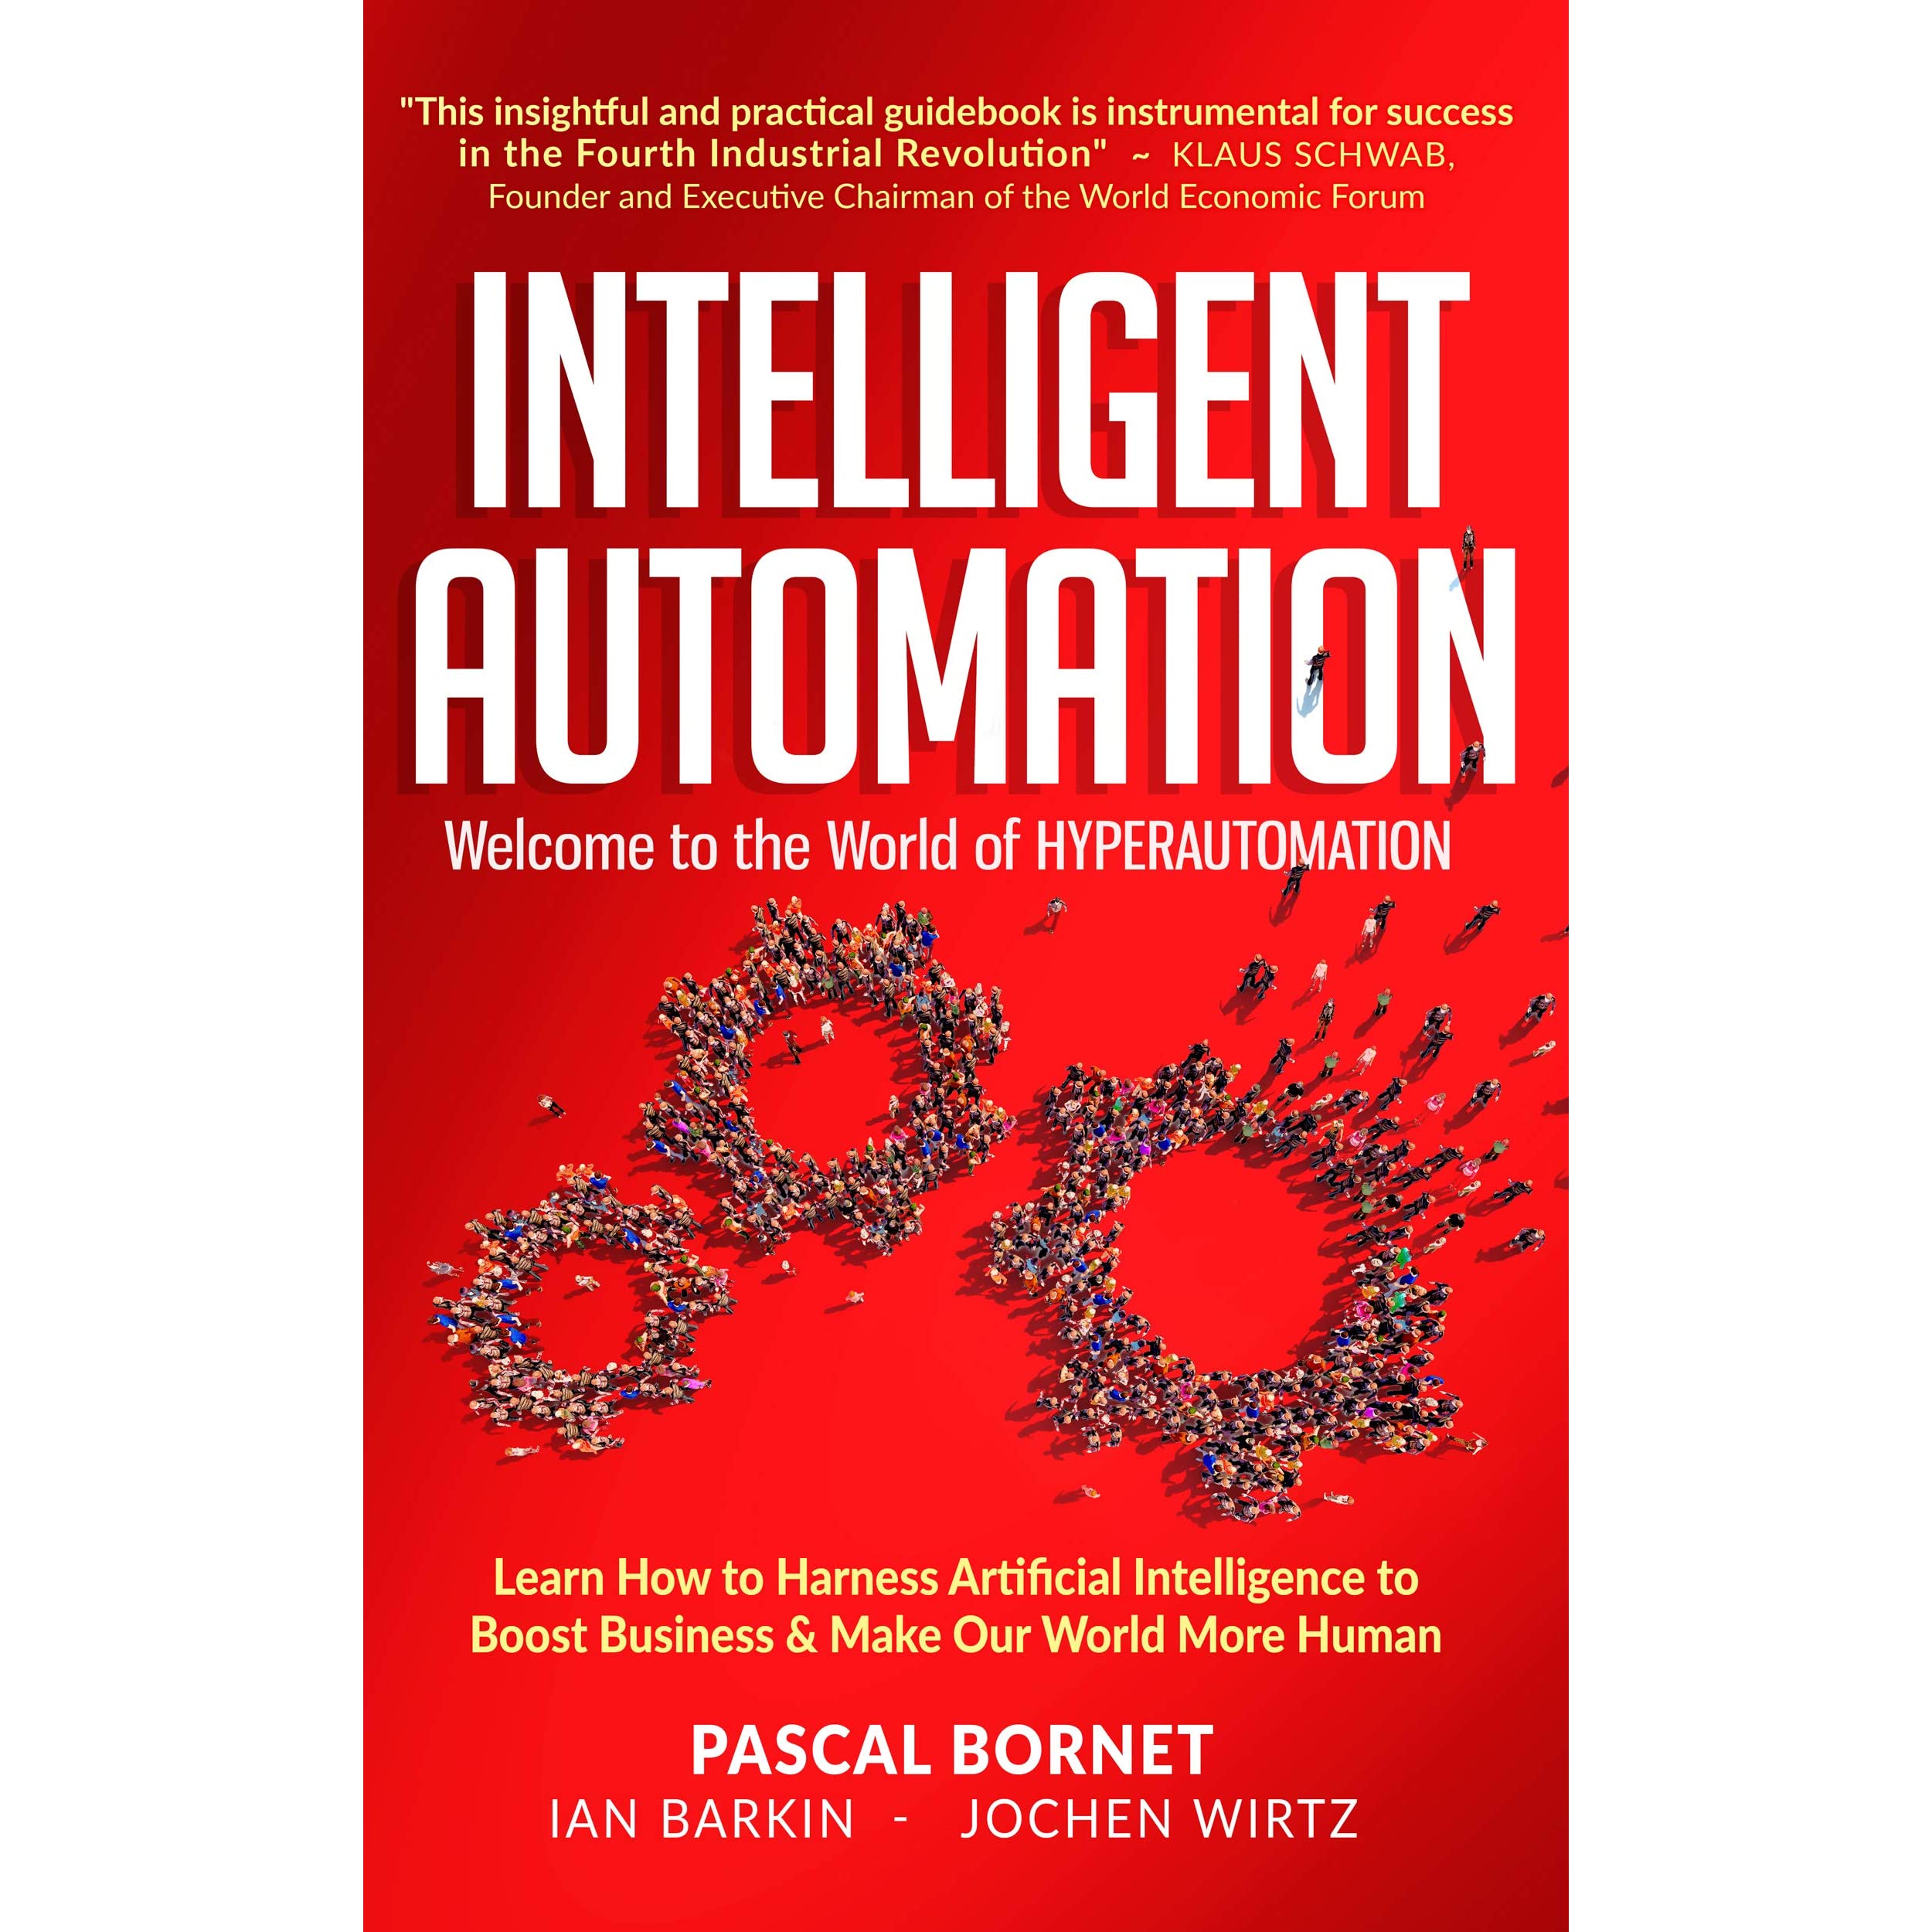 "This insightful and practical guidebook is instrumental for success
in the Fourth Industrial Revolution" ~ KLAUS SCHWAB,
Founder and Executive Chairman of the World Economic Forum
INTELLIGENT
AUTOMATION
Welcome to the World of HYPERAUTOMATION
Learn How to Harness Artificial Intelligence to
Boost Business & Make Our World More Human
PASCAL BORNET
IAN BARKIN - JOCHEN WIRTZ